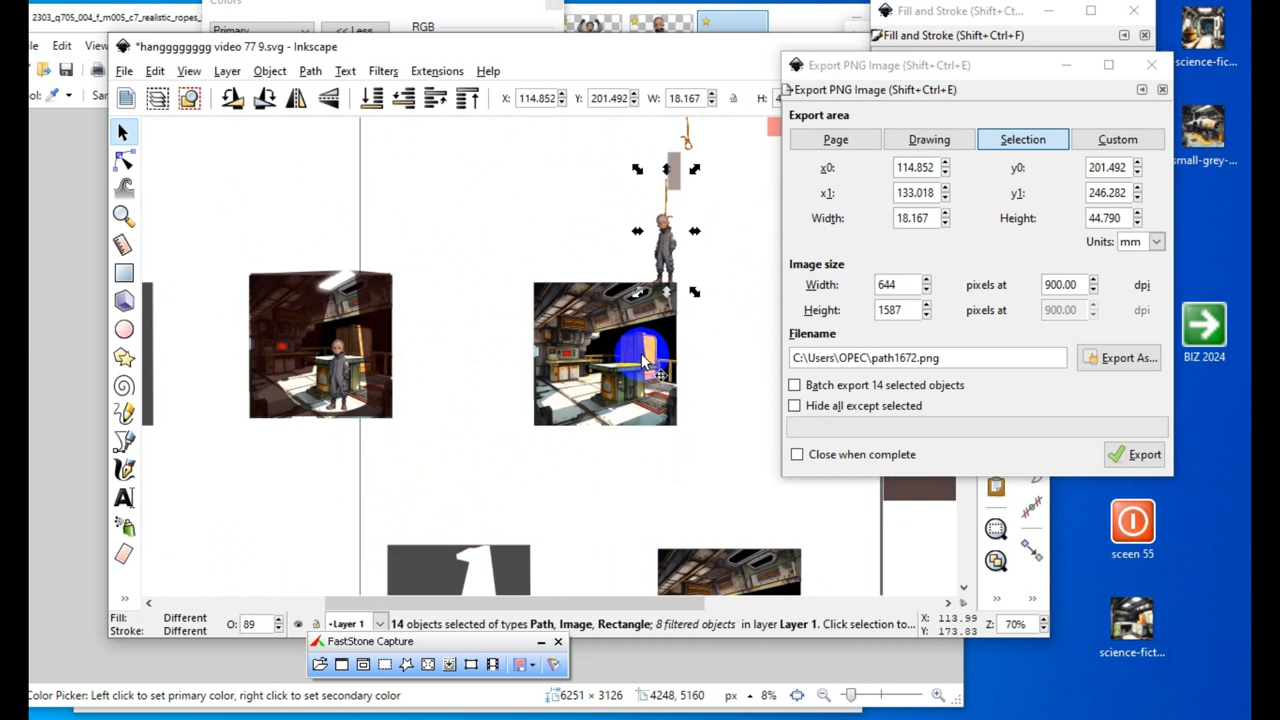 Colors
2303_q705_004_f_m005_c7_realistic_ropes_
Primary
<< Less
RGB
Fill and Stroke (Shift+Ct...
Fill and Stroke (Shift+Ctrl+F)
*hangggggggg video 77 9.svg - Inkscape
Edit
File Edit View Layer Object Path Text Filters Extensions Help
X: 114.852 Y: 201.492 W: 18.167 H:
Export PNG Image (Shift+Ctrl+E)
Export PNG Image (Shift+Ctrl+E)
Export area
Page Drawing Selection Custom
x0: 114.852 y0: 201.492
x1: 133.018 y1: 246.282
Width: 18.167 Height: 44.790
Units: mm
Image size
Width: 644 pixels at 900.00 dpi
Height: 1587 pixels at 900.00 dpi
Filename
C:\Users\OPEC\path1672.png Export As...
Batch export 14 selected objects
Hide all except selected
Close when complete Export
science-fic...
small-grey-...
BIZ 2024
sceen 55
science-fict...
Fill: Different
Stroke: Different
O: 89 Layer 1 14 objects selected of types Path, Image, Rectangle; 8 filtered objects in layer Layer 1. Click selection to...
X: 113.99
Y: 173.83
Z: 70%
FastStone Capture
Color Picker: Left click to set primary color, right click to set secondary color
6251 × 3126 4248, 5160 px 8%